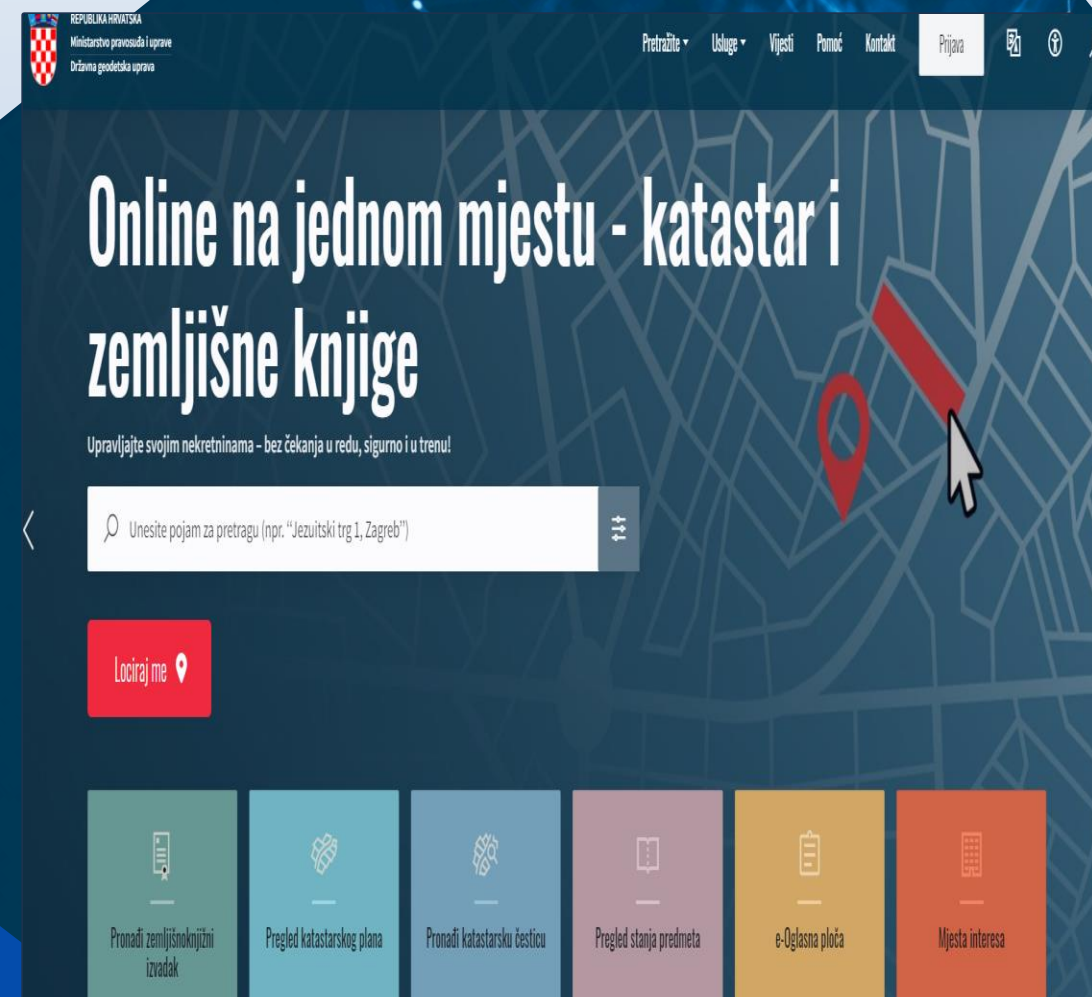 REPUBLIKA HRVATSKA
Ministarstvo pravosuđa i uprave
Državna geodetska uprava
Pretražite Usluge Vijesti Pomoć Kontakt Prijava
Online na jednom mjestu - katastar i
zemljišne knjige
Upravljajte svojim nekretninama – bez čekanja u redu, sigurno i u trenu!
Unesite pojam za pretragu (npr. “Jezuitski trg 1, Zagreb”)
Lociraj me
Pronađi zemljišnoknjižni
izvadak
Pregled katastarskog plana
Pronađi katastarsku česticu
Pregled stanja predmeta
e-Oglasna ploča
Mjesta interesa